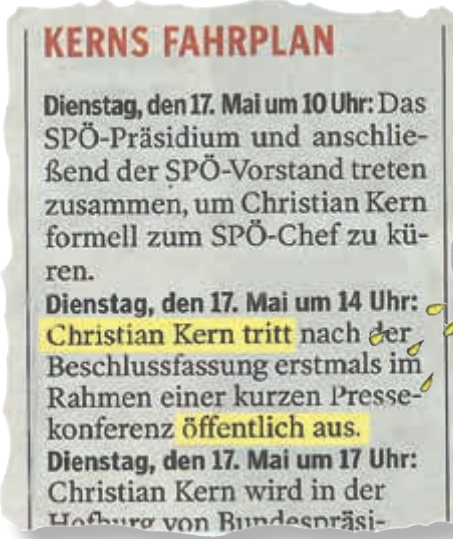 KERNS FAHRPLAN
Dienstag, den 17. Mai um 10 Uhr: Das
SPÖ-Präsidium und anschlie-
ßend der SPÖ-Vorstand treten
zusammen, um Christian Kern
formell zum SPÖ-Chef zu kü-
ren.
Dienstag, den 17. Mai um 14 Uhr:
Christian Kern tritt nach der
Beschlussfassung erstmals im
Rahmen einer kurzen Presse-
konferenz öffentlich aus.
Dienstag, den 17. Mai um 17 Uhr:
Christian Kern wird in der
Hofburg von Bundespräsi-